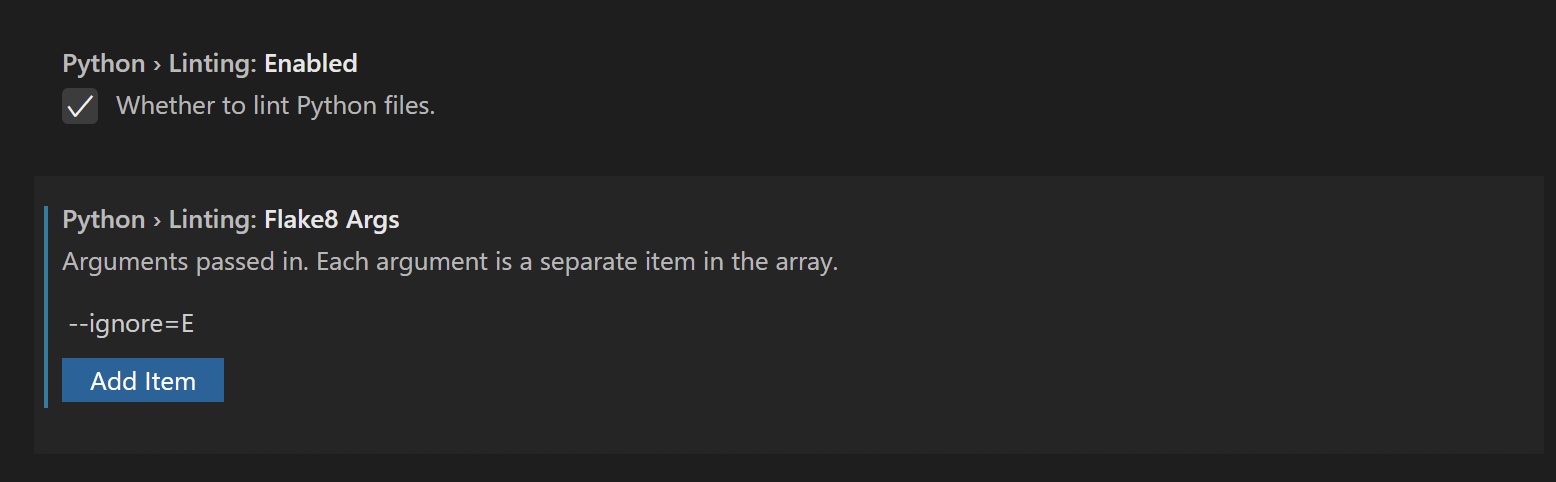 Python › Linting: Enabled
Whether to lint Python files.
Python › Linting: Flake8 Args
Arguments passed in. Each argument is a separate item in the array.
--ignore=E
Add Item